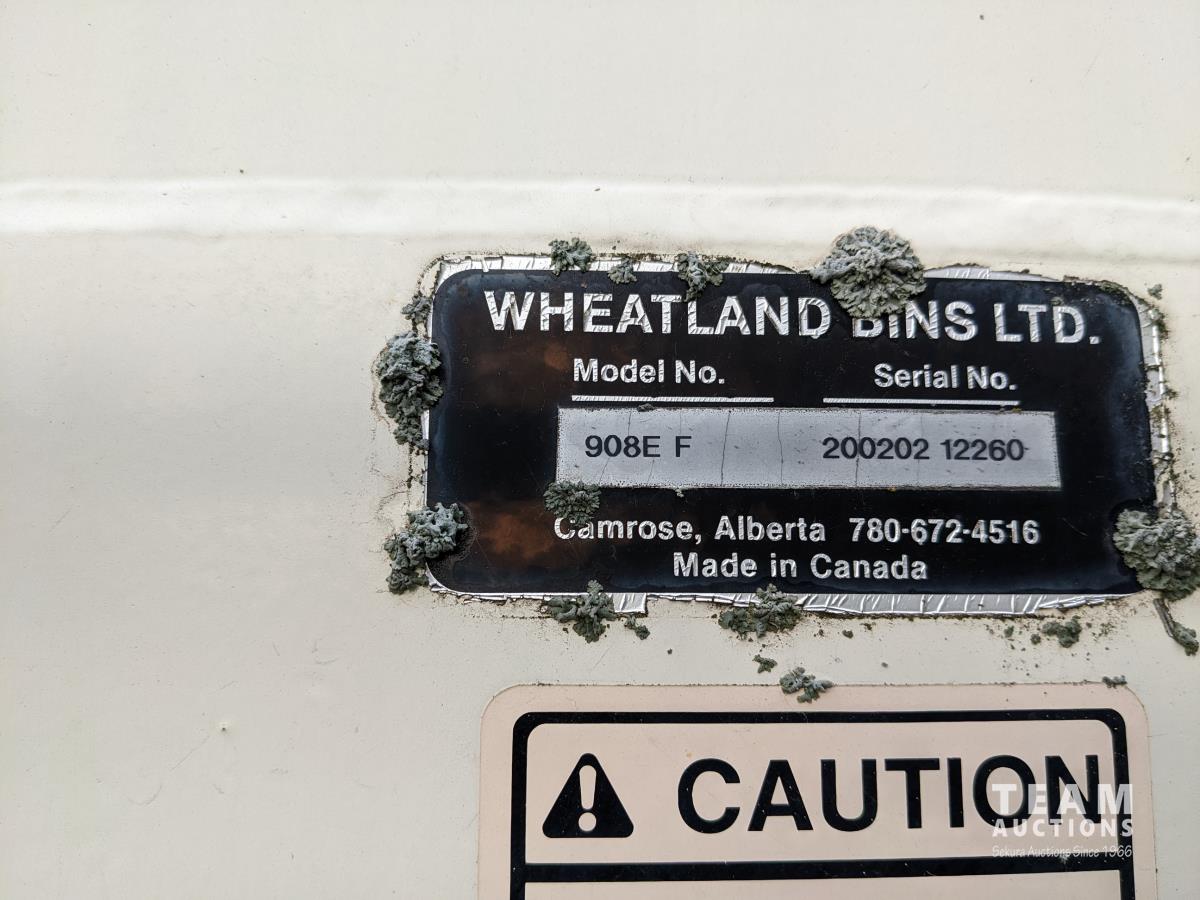 WHEATLAND BINS LTD.
Model No. Serial No.
908E F 200202 12260
Camrose, Alberta 780-672-4516
Made in Canada
CAUTION
TEAM
AUCTIONS
Sekura Auctions Since 1966